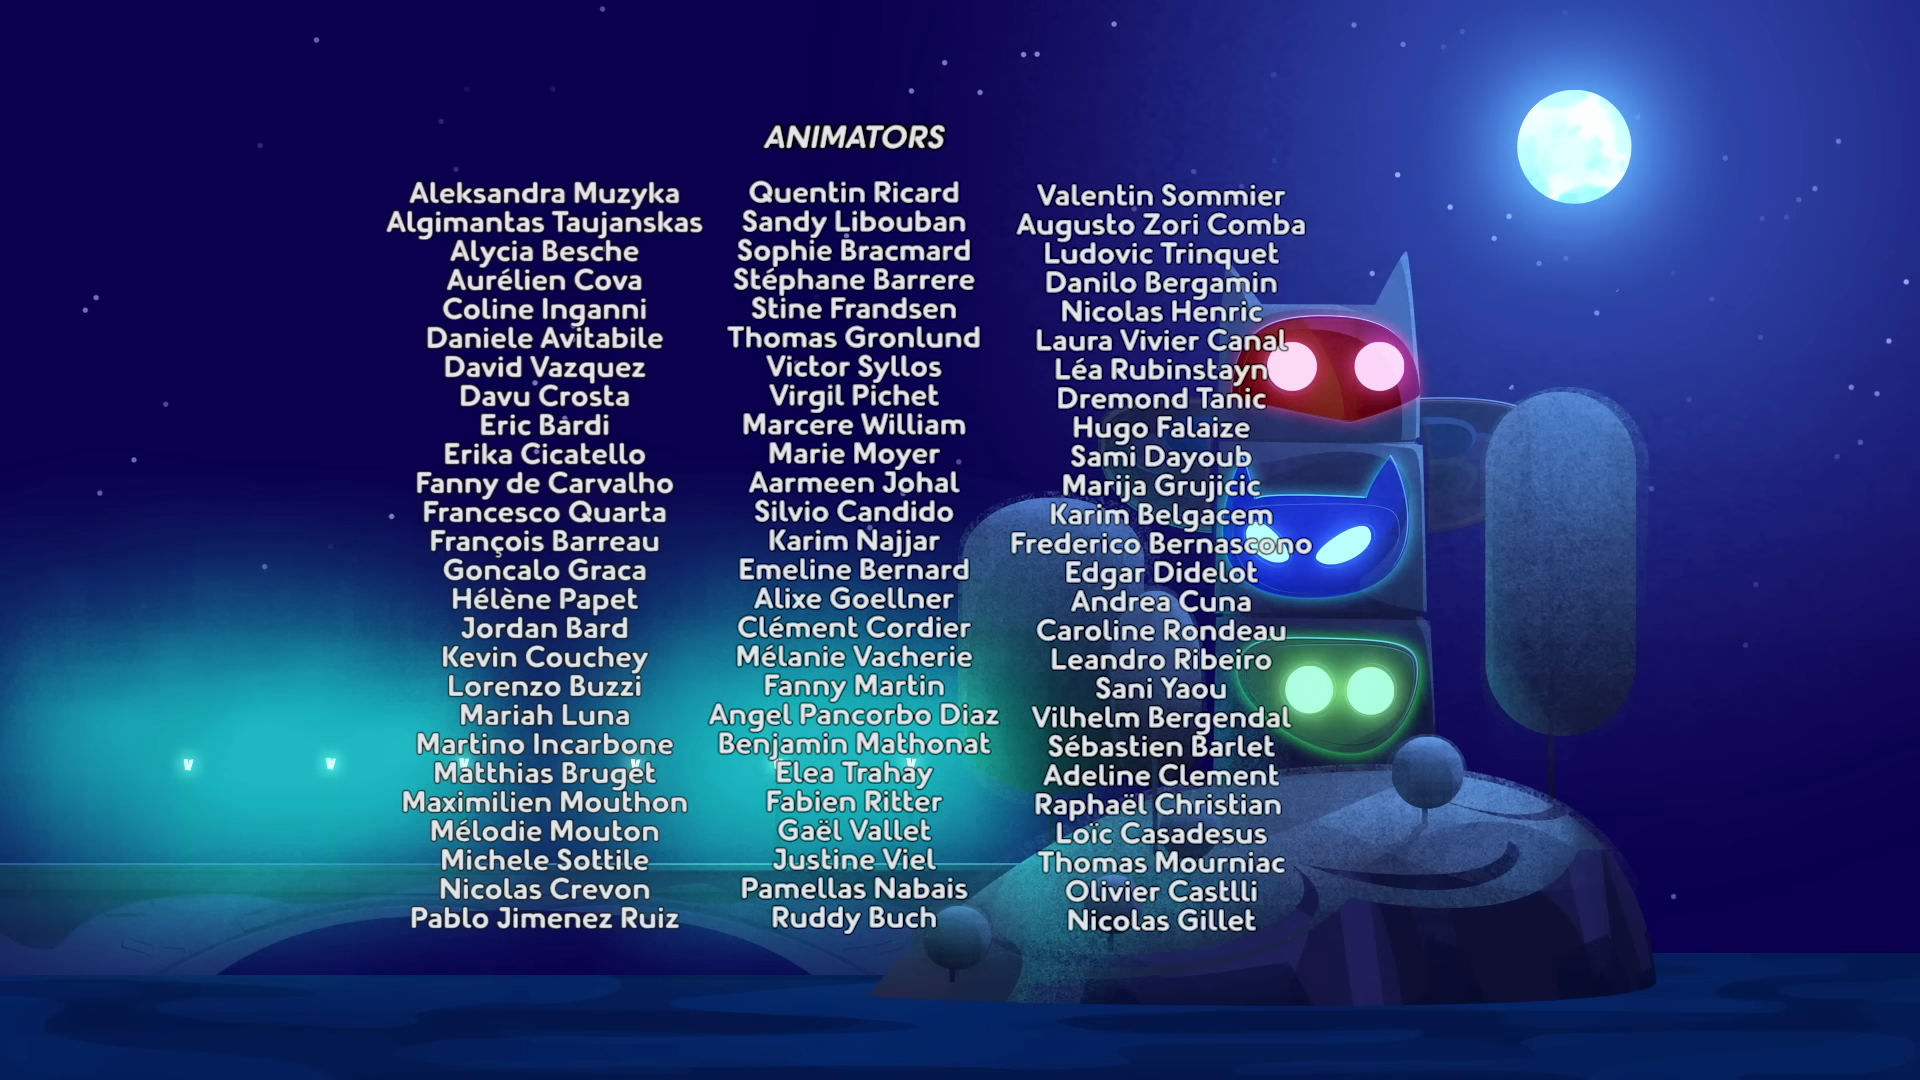 ANIMATORS
Aleksandra Muzyka
Algimantas Taujanskas
Alycia Besche
Aurélien Cova
Coline Inganni
Daniele Avitabile
David Vazquez
Davu Crosta
Eric Bardi
Erika Cicatello
Fanny de Carvalho
Francesco Quarta
François Barreau
Goncalo Graca
Hélène Papet
Jordan Bard
Kevin Couchey
Lorenzo Buzzi
Mariah Luna
Martino Incarbone
Matthias Bruget
Maximilien Mouthon
Mélodie Mouton
Michele Sottile
Nicolas Crevon
Pablo Jimenez Ruiz
Quentin Ricard
Sandy Libouban
Sophie Bracmard
Stéphane Barrere
Stine Frandsen
Thomas Gronlund
Victor Syllos
Virgil Pichet
Marcere William
Marie Moyer
Aarmeen Johal
Silvio Candido
Karim Najjar
Emeline Bernard
Alixe Goellner
Clément Cordier
Mélanie Vacherie
Fanny Martin
Angel Pancorbo Diaz
Benjamin Mathonat
Elea Trahay
Fabien Ritter
Gaël Vallet
Justine Viel
Pamellas Nabais
Ruddy Buch
Valentin Sommier
Augusto Zori Comba
Ludovic Trinquet
Danilo Bergamin
Nicolas Henric
Laura Vivier Canal
Léa Rubinstayn
Dremond Tanic
Hugo Falaize
Sami Dayoub
Marija Grujicic
Karim Belgacem
Frederico Bernascono
Edgar Didelot
Andrea Cuna
Caroline Rondeau
Leandro Ribeiro
Sani Yaou
Vilhelm Bergendal
Sébastien Barlet
Adeline Clement
Raphaël Christian
Loïc Casadesus
Thomas Mourniac
Olivier Castlli
Nicolas Gillet